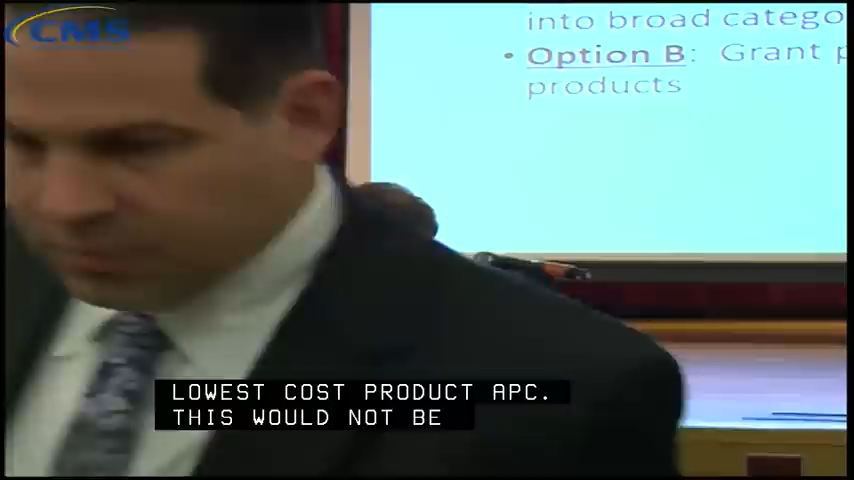 CMS
into broad catego
• Option B: Grant p
products
LOWEST COST PRODUCT APC.
THIS WOULD NOT BE